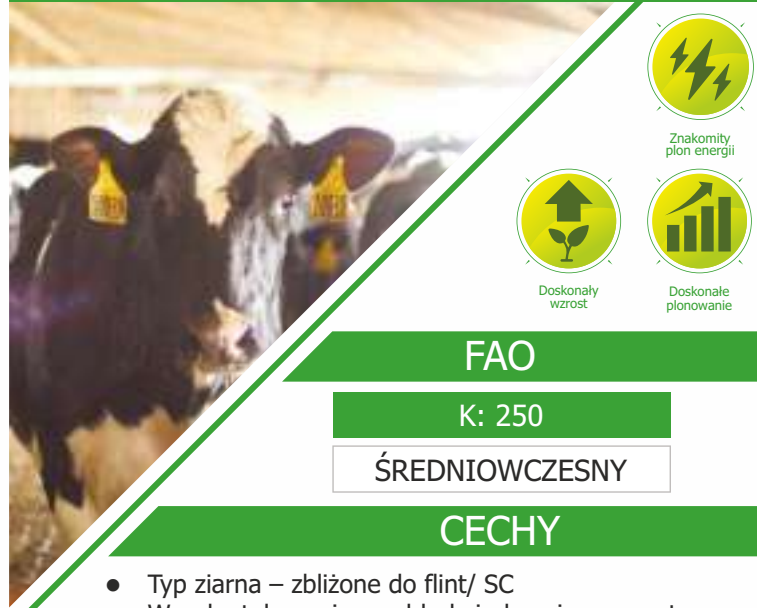 Znakomity
plon energii
Doskonały
wzrost
Doskonałe
plonowanie
FAO
K: 250
ŚREDNIOWCZESNY
CECHY
● Typ ziarna – zbliżone do flint/ SC